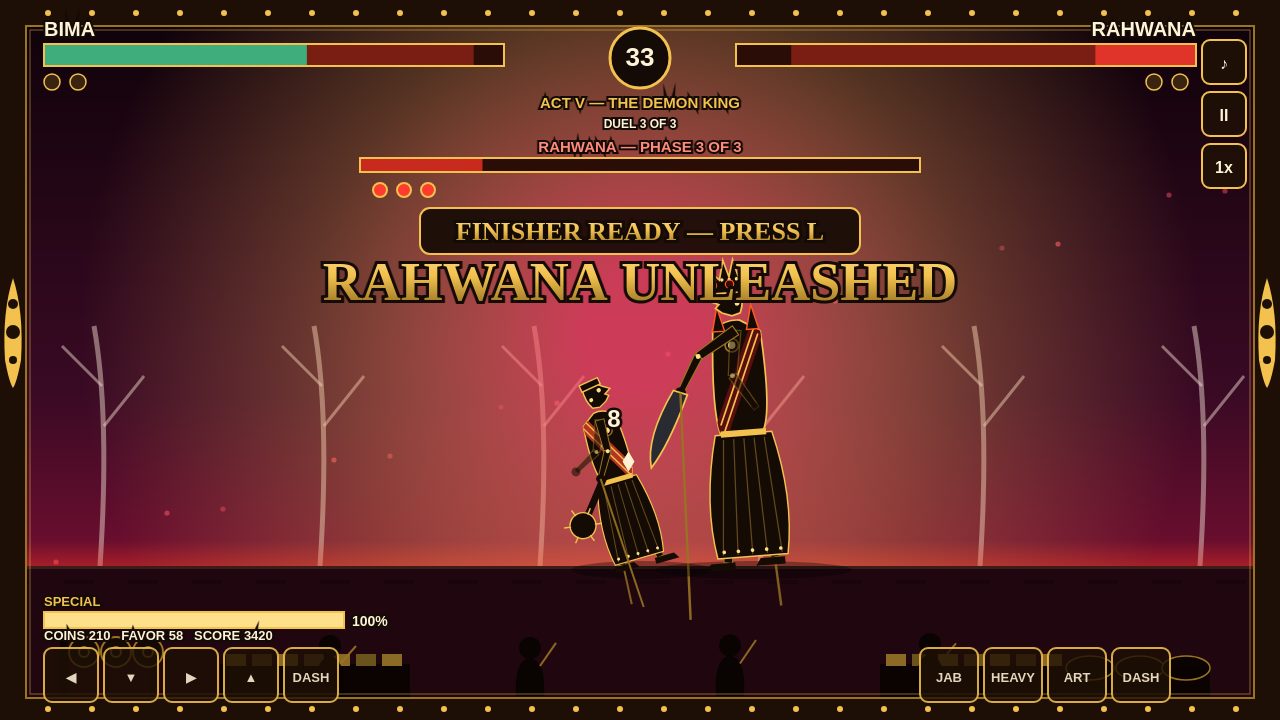 BIMA
33
RAHWANA
♪
ACT V — THE DEMON KING
DUEL 3 OF 3
II
RAHWANA — PHASE 3 OF 3
1x
FINISHER READY — PRESS L
RAHWANA UNLEASHED
8
SPECIAL
100%
COINS 210 FAVOR 58 SCORE 3420
◀ ▼ ▶ ▲ DASH JAB HEAVY ART DASH